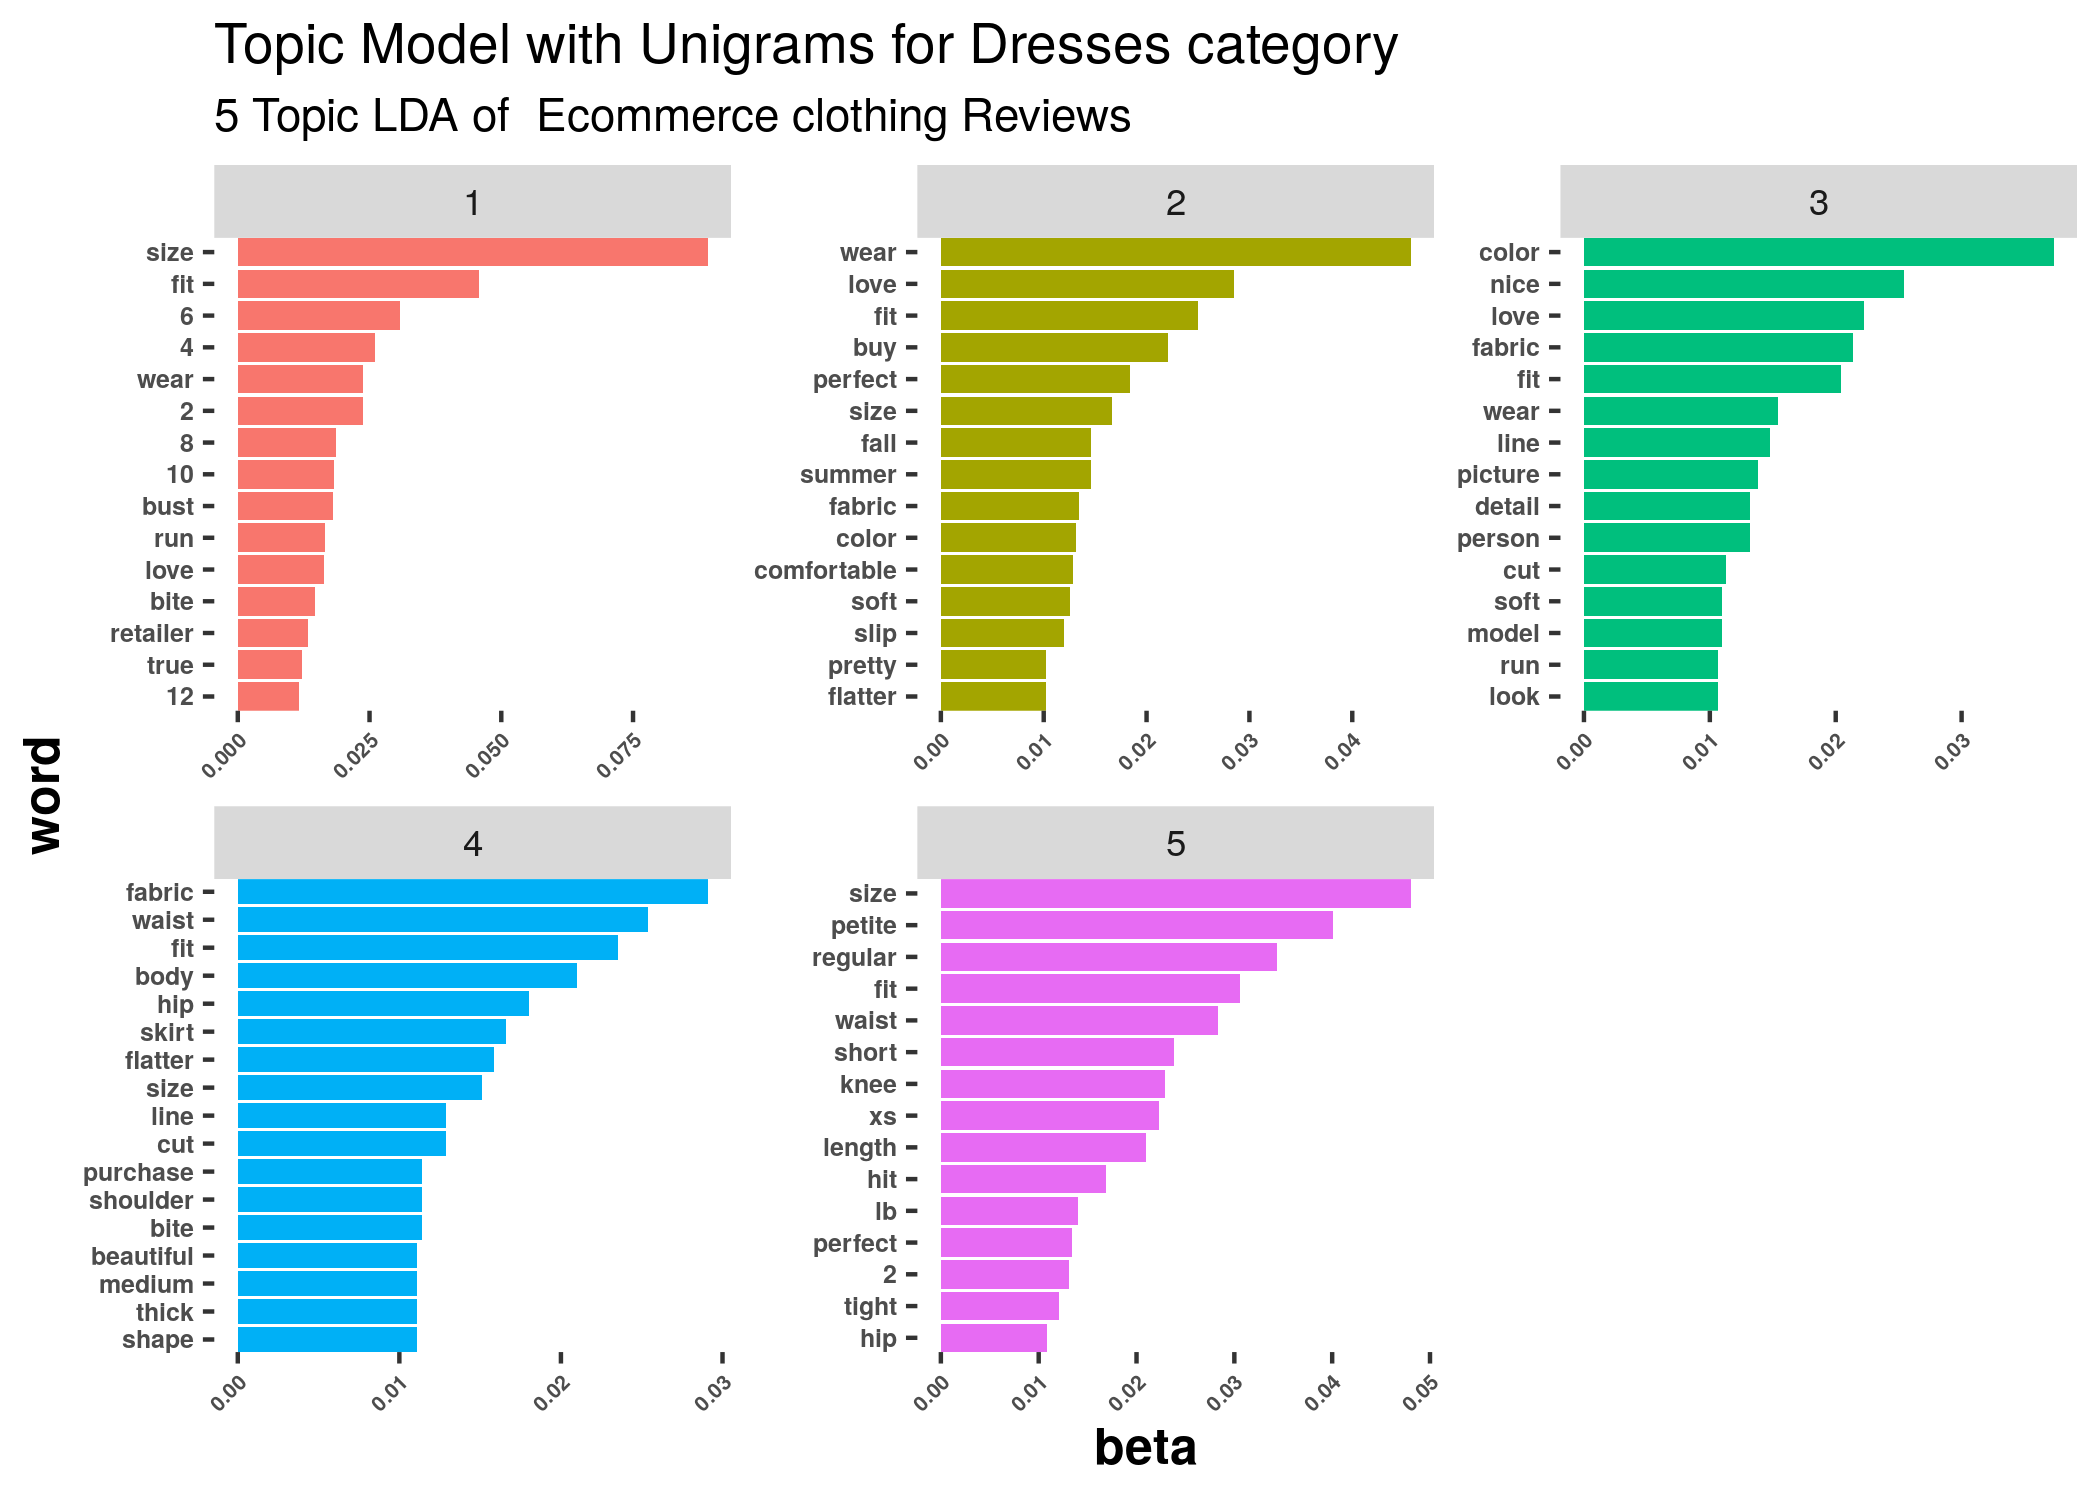 Topic Model with Unigrams for Dresses category
5 Topic LDA of  Ecommerce clothing Reviews
word
1
size
fit
6
4
wear
2
8
10
bust
run
love
bite
retailer
true
12
0.000
0.025
0.050
0.075
2
wear
love
fit
buy
perfect
size
fall
summer
fabric
color
comfortable
soft
slip
pretty
flatter
0.00
0.01
0.02
0.03
0.04
3
color
nice
love
fabric
fit
wear
line
picture
detail
person
cut
soft
model
run
look
0.00
0.01
0.02
0.03
4
fabric
waist
fit
body
hip
skirt
flatter
size
line
cut
purchase
shoulder
bite
beautiful
medium
thick
shape
0.00
0.01
0.02
0.03
5
size
petite
regular
fit
waist
short
knee
xs
length
hit
lb
perfect
2
tight
hip
0.00
0.01
0.02
0.03
0.04
0.05
beta